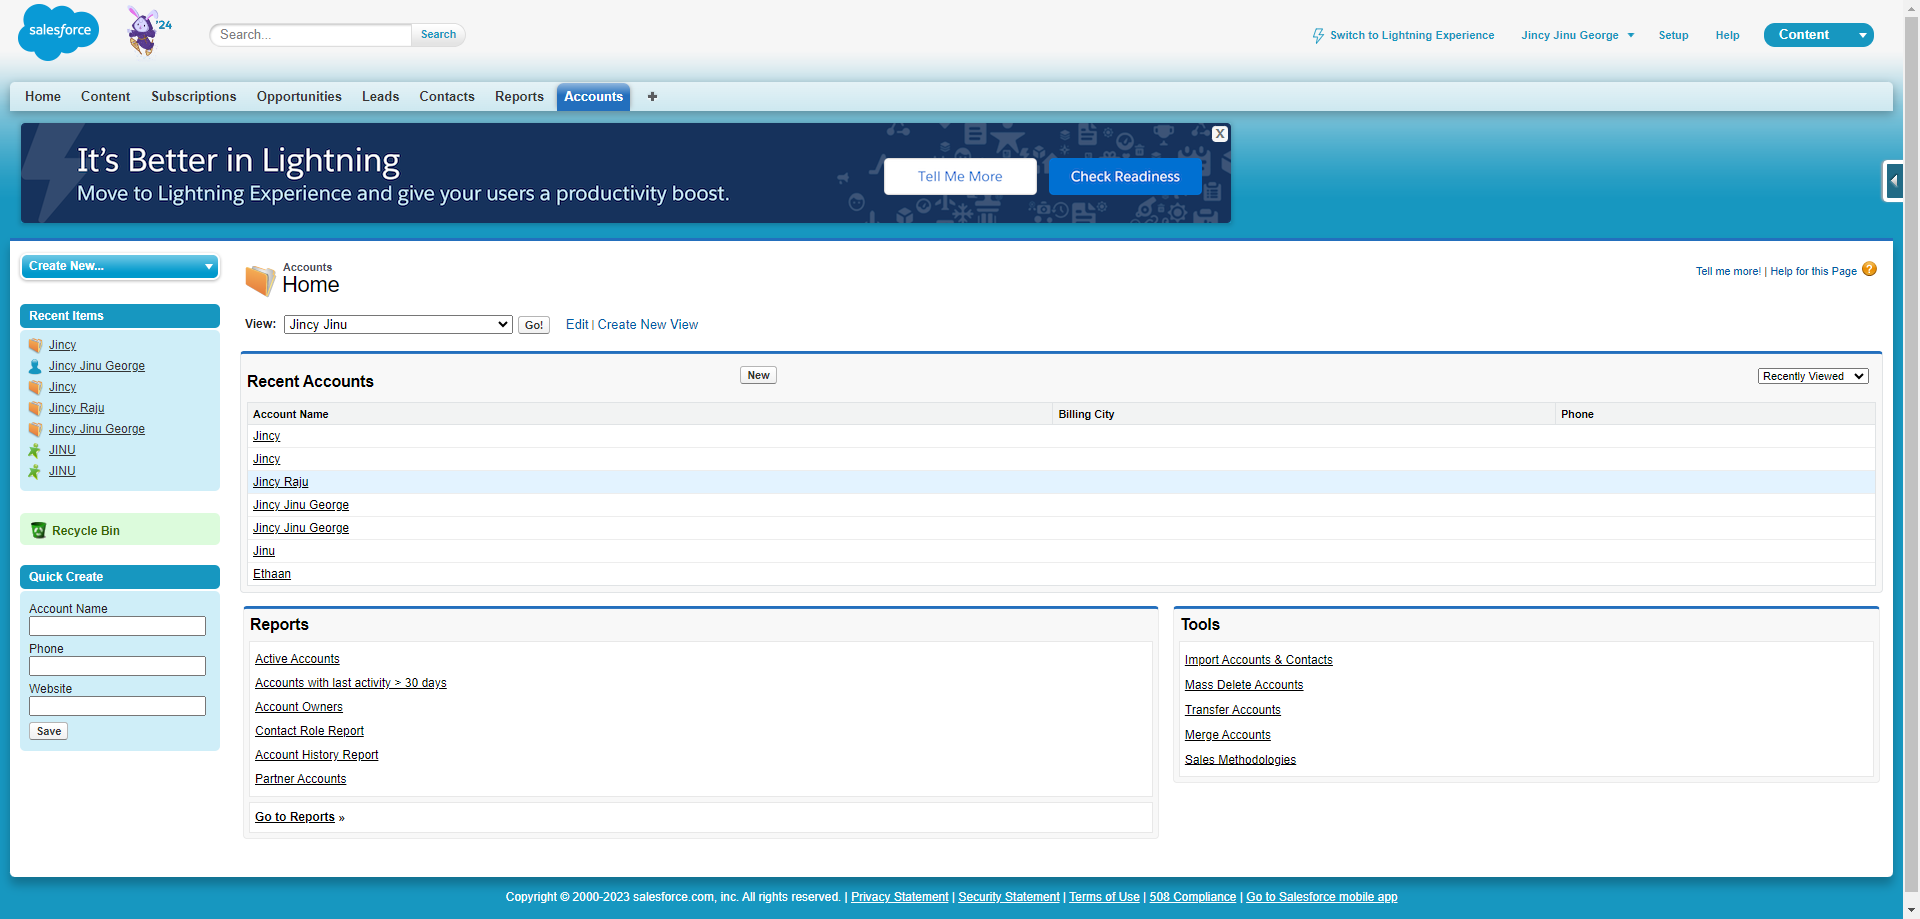 salesforce
'24
Search...
Search
Switch to Lightning Experience
Jincy Jinu George
Setup
Help
Content
Home
Content
Subscriptions
Opportunities
Leads
Contacts
Reports
Accounts
+
It's Better in Lightning
Move to Lightning Experience and give your users a productivity boost.
Tell Me More
Check Readiness
X
Create New...
Recent Items
Jincy
Jincy Jinu George
Jincy
Jincy Raju
Jincy Jinu George
JINU
JINU
Recycle Bin
Quick Create
Account Name
Phone
Website
Save
Accounts
Home
Tell me more! | Help for this Page ?
View: Jincy Jinu Go! Edit | Create New View
Recent Accounts
New
Recently Viewed
Account Name Billing City Phone
Jincy
Jincy
Jincy Raju
Jincy Jinu George
Jincy Jinu George
Jinu
Ethaan
Reports
Active Accounts
Accounts with last activity > 30 days
Account Owners
Contact Role Report
Account History Report
Partner Accounts
Go to Reports »
Tools
Import Accounts & Contacts
Mass Delete Accounts
Transfer Accounts
Merge Accounts
Sales Methodologies
Copyright © 2000-2023 salesforce.com, inc. All rights reserved. | Privacy Statement | Security Statement | Terms of Use | 508 Compliance | Go to Salesforce mobile app